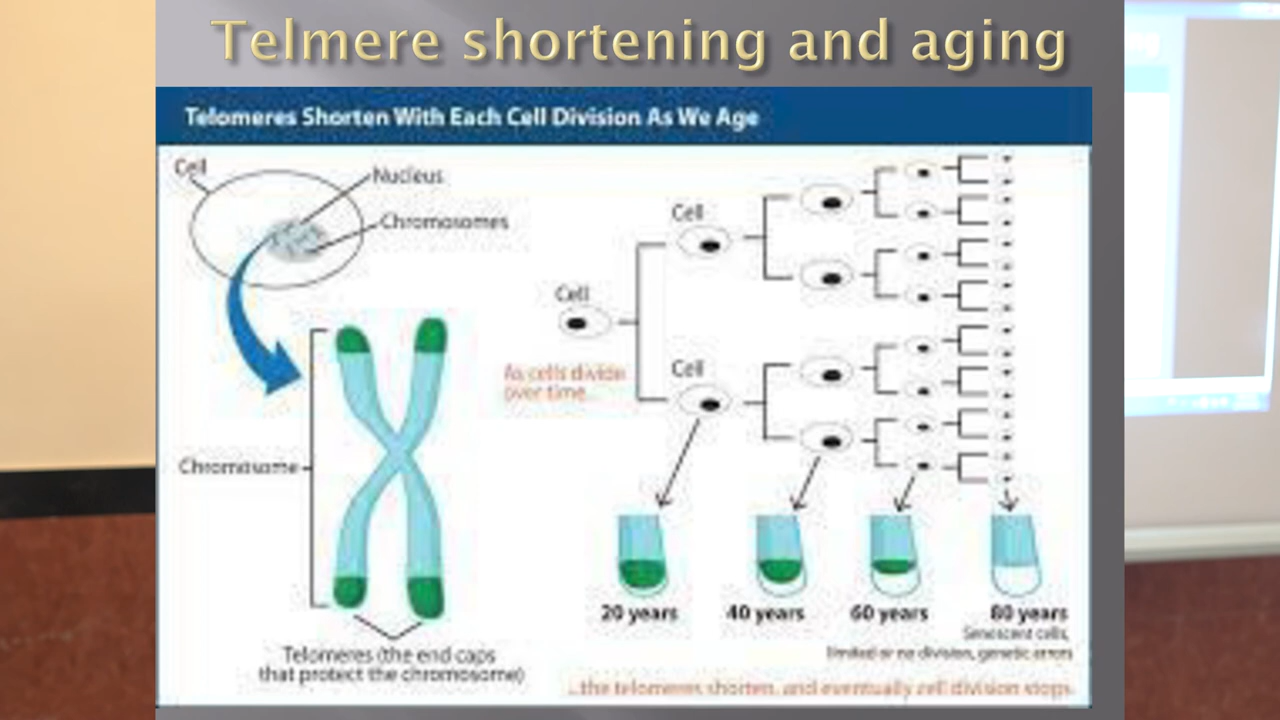 Telmere shortening and aging
Telomeres Shorten With Each Cell Division As We Age
Cell
Nucleus
Chromosomes
Chromosome
Telomeres (the end caps
that protect the chromosome)
Cell
Cell
Cell
As cells divide
over time...
20 years
40 years
60 years
80 years
Senescent cells,
limited or no division, genetic errors
...the telomeres shorten, and eventually cell division stops.